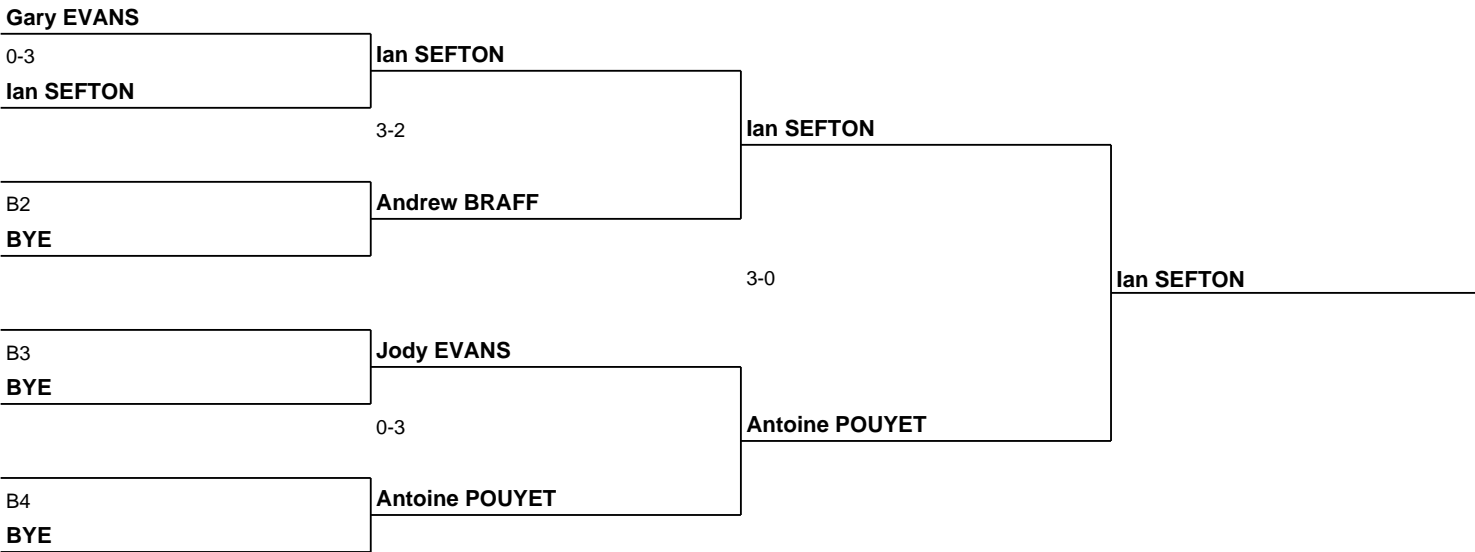 Gary EVANS
0-3
Ian SEFTON
Ian SEFTON
3-2
Ian SEFTON
B2
Andrew BRAFF
BYE
3-0
Ian SEFTON
B3
Jody EVANS
BYE
0-3
Antoine POUYET
B4
Antoine POUYET
BYE